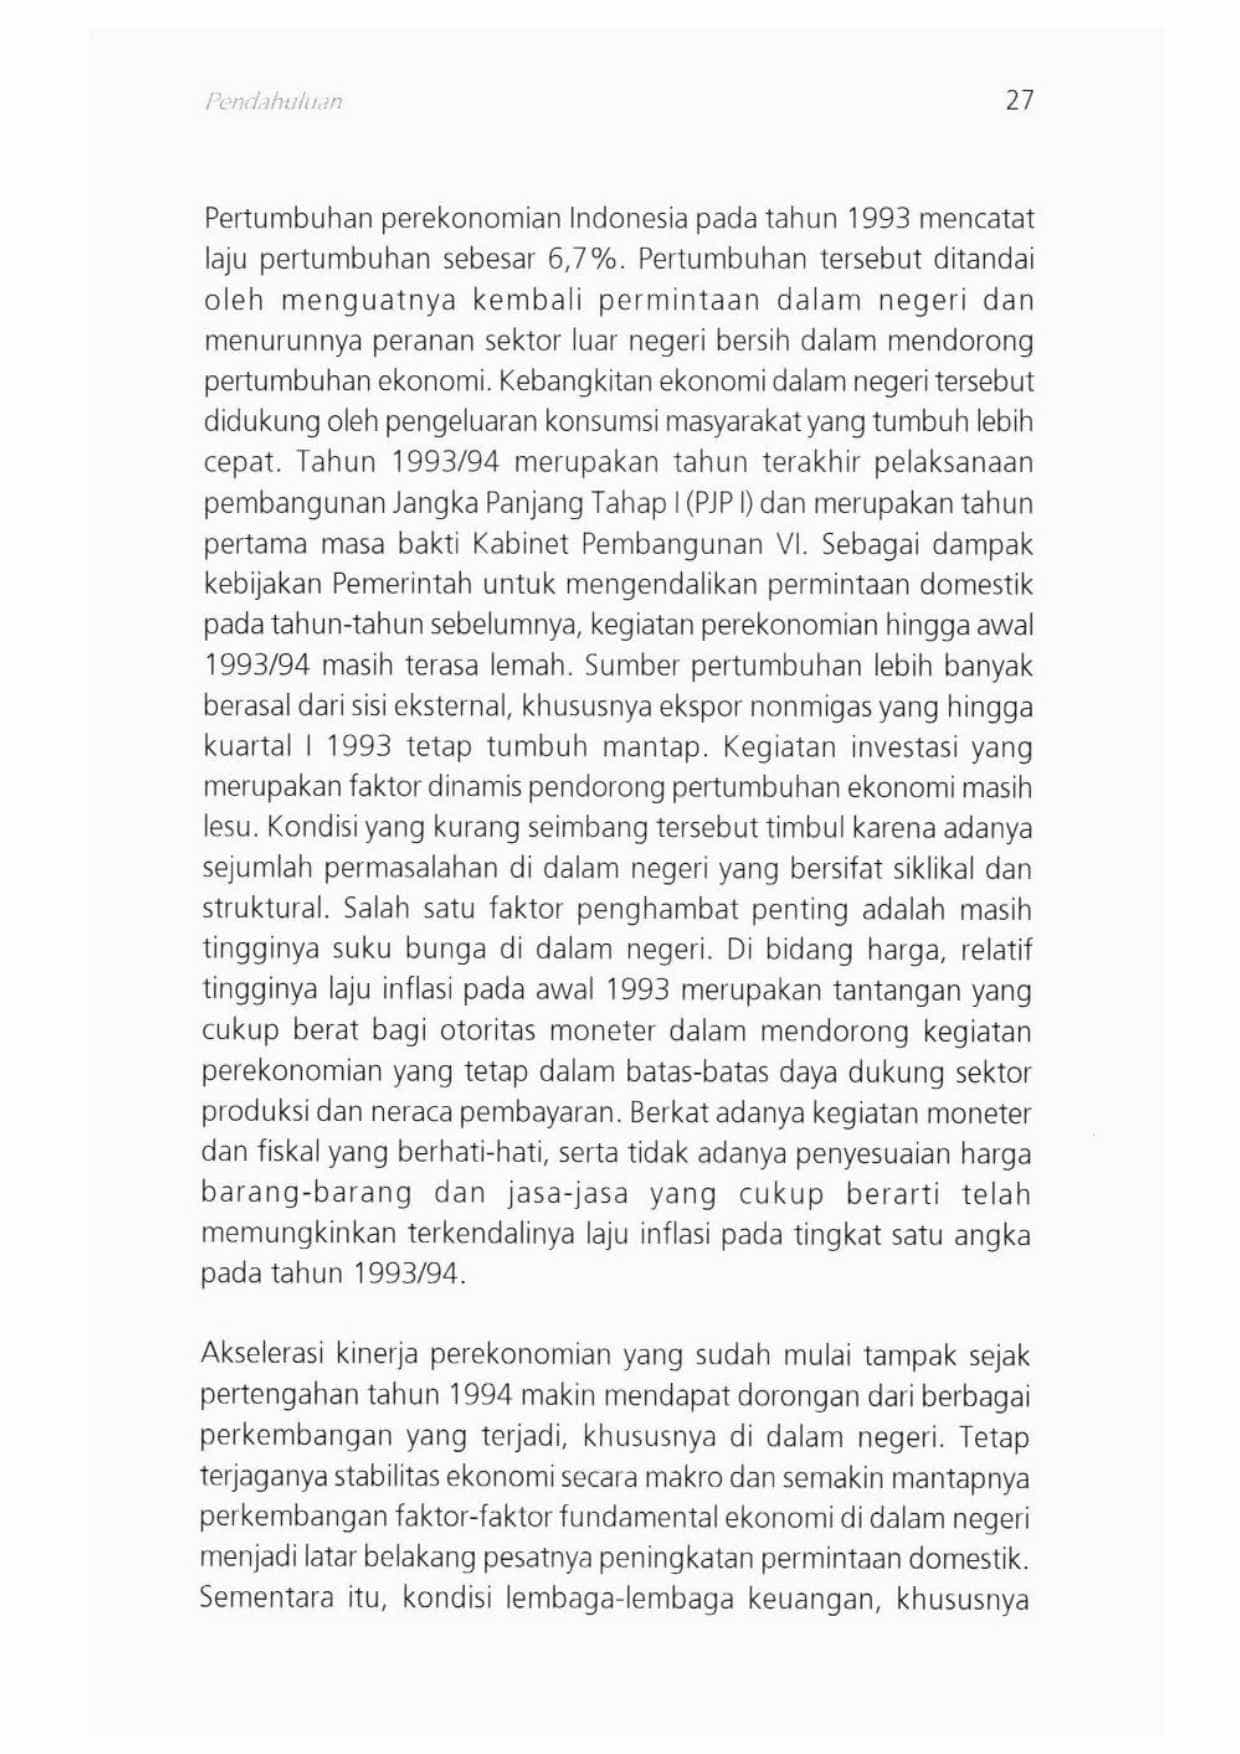 Pendahuluan 27
Pertumbuhan perekonomian Indonesia pada tahun 1993 mencatat
laju pertumbuhan sebesar 6,7%. Pertumbuhan tersebut ditandai
oleh menguatnya kembali permintaan dalam negeri dan
menurunnya peranan sektor luar negeri bersih dalam mendorong
pertumbuhan ekonomi. Kebangkitan ekonomi dalam negeri tersebut
didukung oleh pengeluaran konsumsi masyarakat yang tumbuh lebih
cepat. Tahun 1993/94 merupakan tahun terakhir pelaksanaan
pembangunan Jangka Panjang Tahap I (PJP I) dan merupakan tahun
pertama masa bakti Kabinet Pembangunan VI. Sebagai dampak
kebijakan Pemerintah untuk mengendalikan permintaan domestik
pada tahun-tahun sebelumnya, kegiatan perekonomian hingga awal
1993/94 masih terasa lemah. Sumber pertumbuhan lebih banyak
berasal dari sisi eksternal, khususnya ekspor nonmigas yang hingga
kuartal I 1993 tetap tumbuh mantap. Kegiatan investasi yang
merupakan faktor dinamis pendorong pertumbuhan ekonomi masih
lesu. Kondisi yang kurang seimbang tersebut timbul karena adanya
sejumlah permasalahan di dalam negeri yang bersifat siklikal dan
struktural. Salah satu faktor penghambat penting adalah masih
tingginya suku bunga di dalam negeri. Di bidang harga, relatif
tingginya laju inflasi pada awal 1993 merupakan tantangan yang
cukup berat bagi otoritas moneter dalam mendorong kegiatan
perekonomian yang tetap dalam batas-batas daya dukung sektor
produksi dan neraca pembayaran. Berkat adanya kegiatan moneter
dan fiskal yang berhati-hati, serta tidak adanya penyesuaian harga
barang-barang dan jasa-jasa yang cukup berarti telah
memungkinkan terkendalinya laju inflasi pada tingkat satu angka
pada tahun 1993/94.
Akselerasi kinerja perekonomian yang sudah mulai tampak sejak
pertengahan tahun 1994 makin mendapat dorongan dari berbagai
perkembangan yang terjadi, khususnya di dalam negeri. Tetap
terjaganya stabilitas ekonomi secara makro dan semakin mantapnya
perkembangan faktor-faktor fundamental ekonomi di dalam negeri
menjadi latar belakang pesatnya peningkatan permintaan domestik.
Sementara itu, kondisi lembaga-lembaga keuangan, khususnya